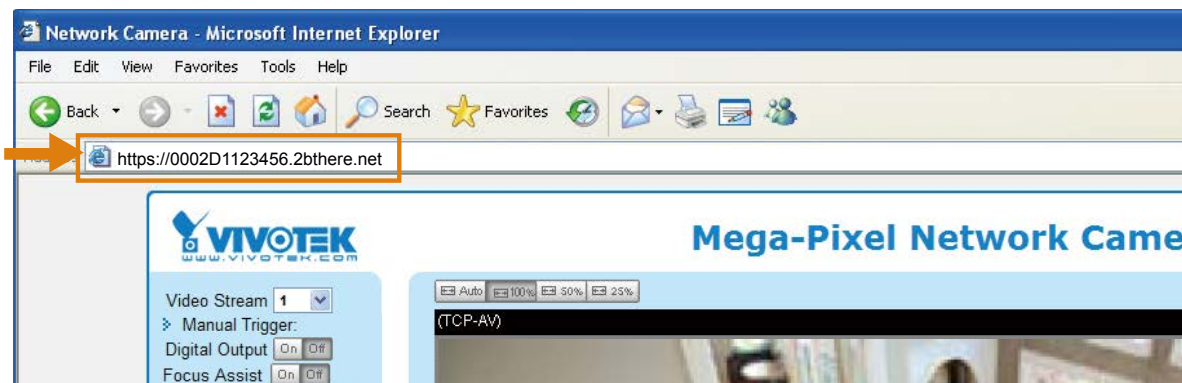 Network Camera - Microsoft Internet Explorer
File Edit View Favorites Tools Help
Back Search Favorites
https://0002D1123456.2bthere.net
VIVOTEK
www.vivotek.com
Mega-Pixel Network Came
Video Stream 1
Auto 100% 50% 25%
Manual Trigger:
(TCP-AV)
Digital Output On Off
Focus Assist On Off